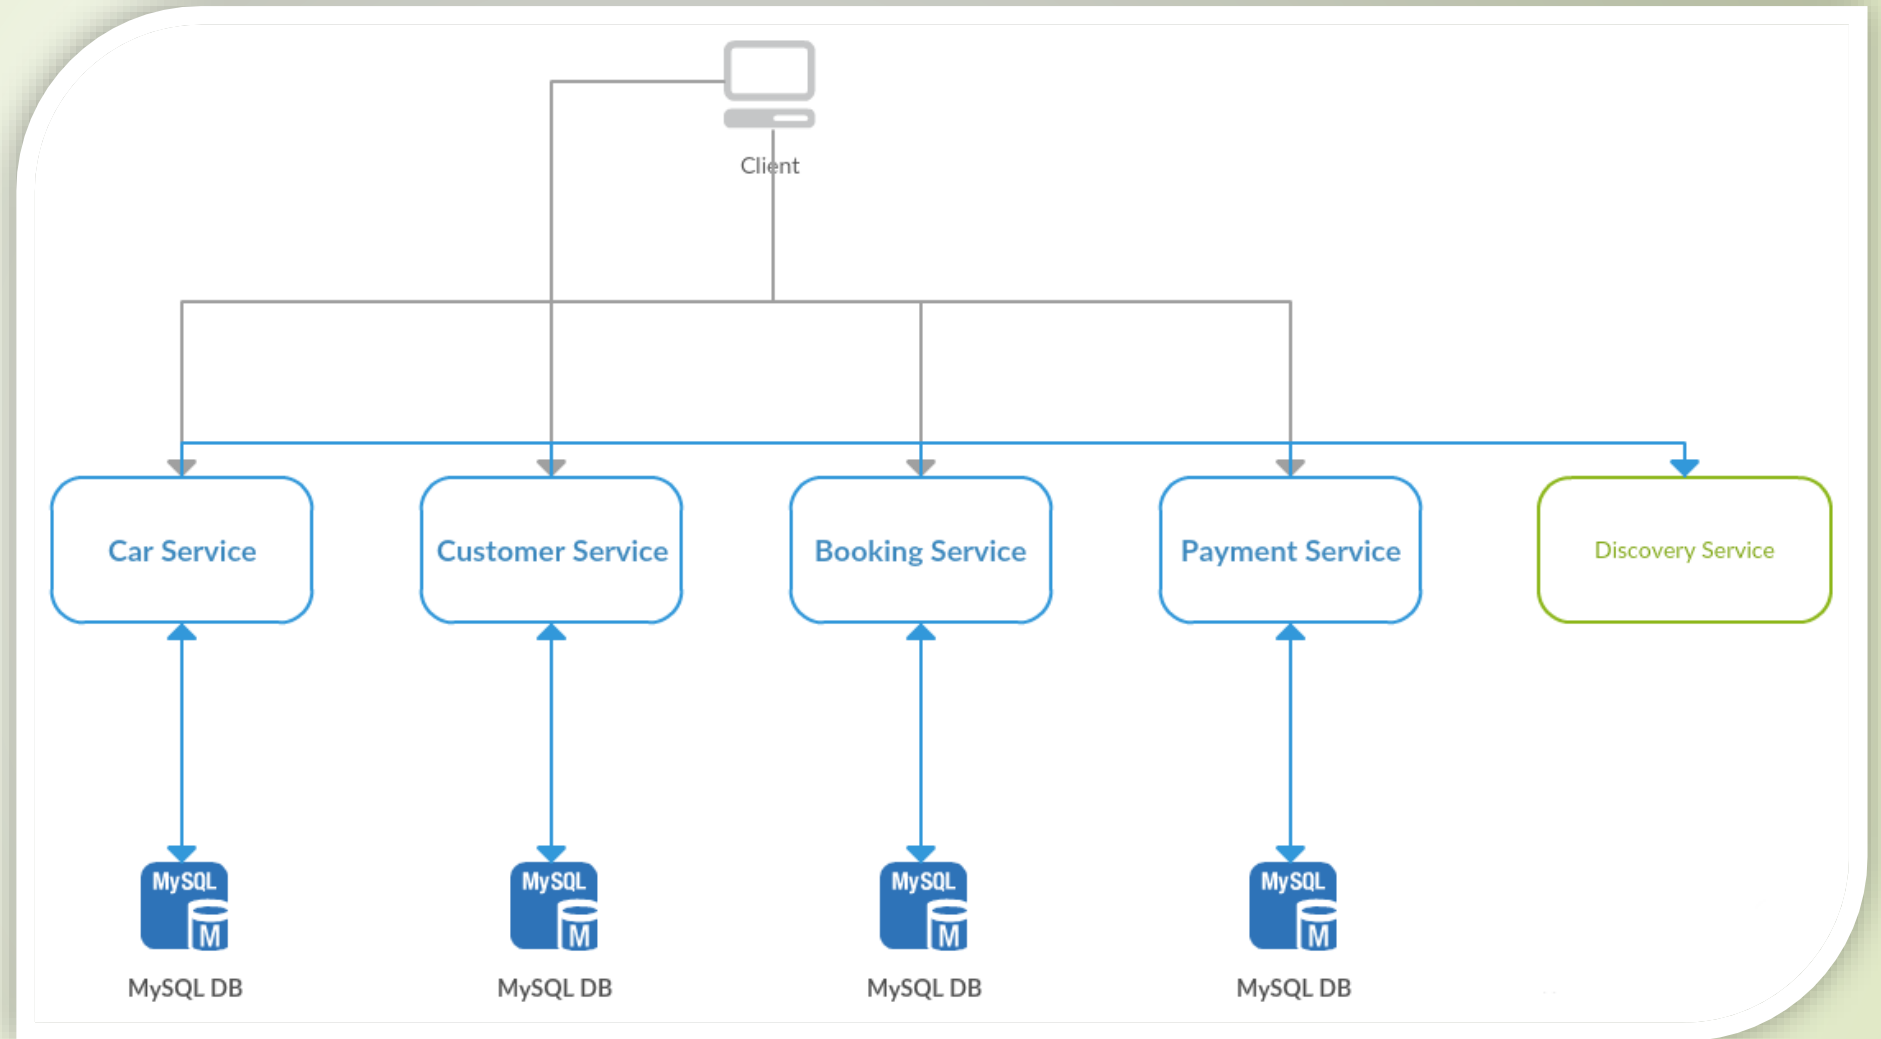 Client
Car Service
Customer Service
Booking Service
Payment Service
Discovery Service
MySQL
M
MySQL
M
MySQL
M
MySQL
M
MySQL DB
MySQL DB
MySQL DB
MySQL DB